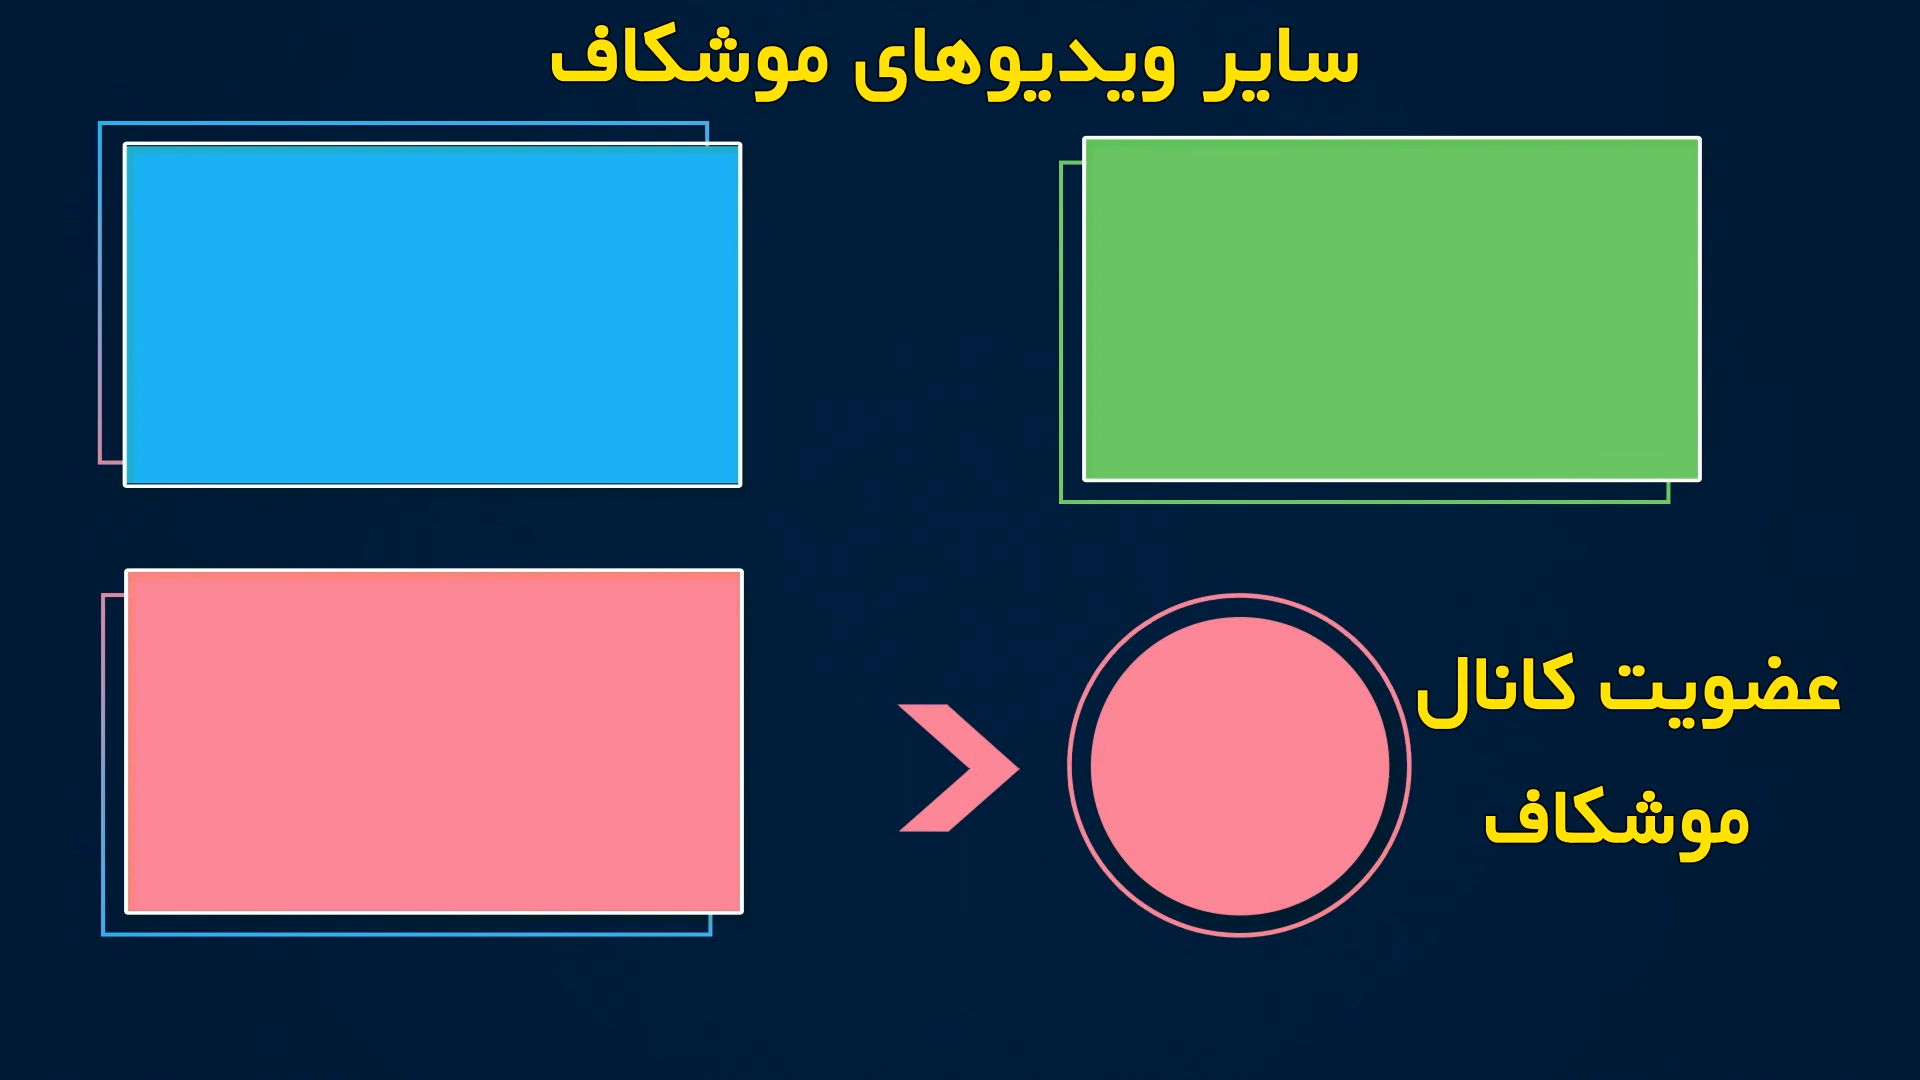 سایر ویدیوهای موشکاف
عضویت کانال
موشکاف